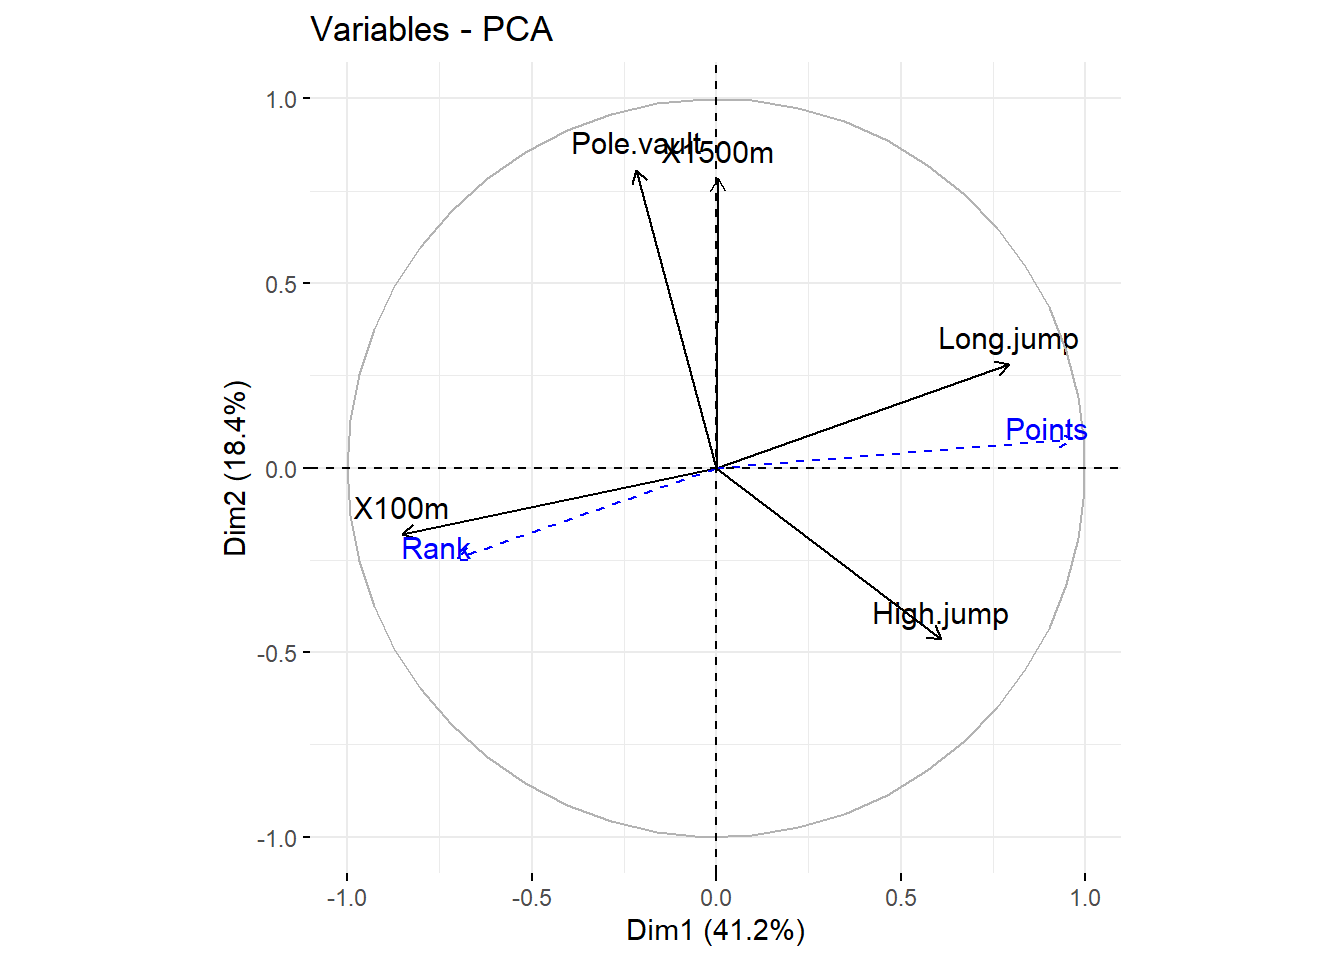 Variables - PCA
1.0
Pole.vault
X1500m
0.5
Long.jump
Points
0.0
X100m
Rank
High.jump
-0.5
-1.0
-1.0
-0.5
0.0
0.5
1.0
Dim1 (41.2%)
Dim2 (18.4%)